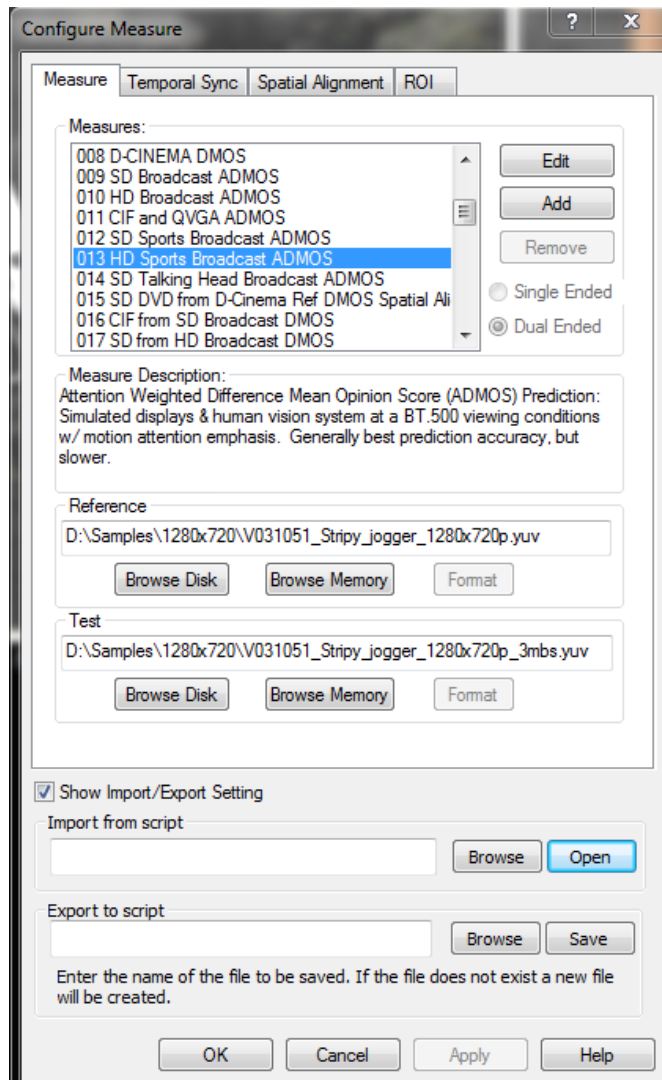 Configure Measure
?
X
Measure
Temporal Sync
Spatial Alignment
ROI
Measures:
008 D-CINEMA DMOS
009 SD Broadcast ADMOS
010 HD Broadcast ADMOS
011 CIF and QVGA ADMOS
012 SD Sports Broadcast ADMOS
013 HD Sports Broadcast ADMOS
014 SD Talking Head Broadcast ADMOS
015 SD DVD from D-Cinema Ref DMOS Spatial Ali
016 CIF from SD Broadcast DMOS
017 SD from HD Broadcast DMOS
Edit
Add
Remove
Single Ended
Dual Ended
Measure Description:
Attention Weighted Difference Mean Opinion Score (ADMOS) Prediction:
Simulated displays & human vision system at a BT.500 viewing conditions
w/ motion attention emphasis. Generally best prediction accuracy, but
slower.
Reference
D:\Samples\1280x720\V031051_Stripy_jogger_1280x720p.yuv
Browse Disk
Browse Memory
Format
Test
D:\Samples\1280x720\V031051_Stripy_jogger_1280x720p_3mbs.yuv
Browse Disk
Browse Memory
Format
Show Import/Export Setting
Import from script
Browse
Open
Export to script
Browse
Save
Enter the name of the file to be saved. If the file does not exist a new file
will be created.
OK
Cancel
Apply
Help